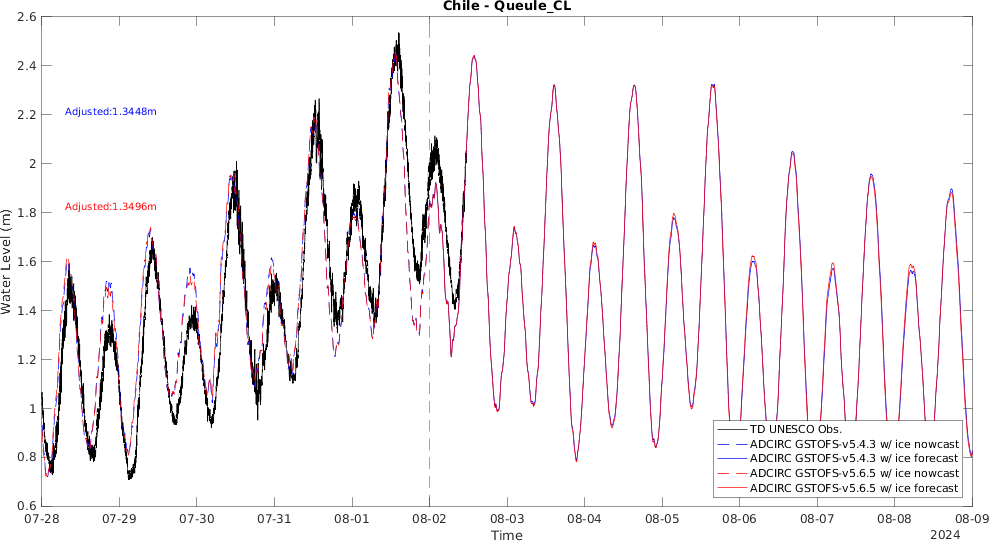 Chile - Queule_CL
2.6
2.4
2.2
2
1.8
1.6
1.4
1.2
1
0.8
0.6
Water Level (m)
Adjusted:1.3448m
Adjusted:1.3496m
TD UNESCO Obs.
ADCIRC GSTOFS-v5.4.3 w/ ice nowcast
ADCIRC GSTOFS-v5.4.3 w/ ice forecast
ADCIRC GSTOFS-v5.6.5 w/ ice nowcast
ADCIRC GSTOFS-v5.6.5 w/ ice forecast
07-28 07-29 07-30 07-31 08-01 08-02 08-03 08-04 08-05 08-06 08-07 08-08 08-09
Time 2024